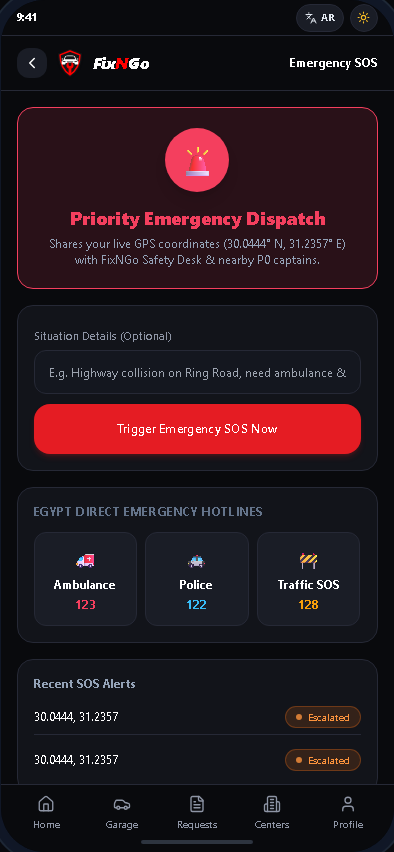 9:41
AR
FixNGo
Emergency SOS
Priority Emergency Dispatch
Shares your live GPS coordinates (30.0444° N, 31.2357° E)
with FixNGo Safety Desk & nearby P0 captains.
Situation Details (Optional)
E.g. Highway collision on Ring Road, need ambulance &
Trigger Emergency SOS Now
EGYPT DIRECT EMERGENCY HOTLINES
Ambulance
123
Police
122
Traffic SOS
128
Recent SOS Alerts
30.0444, 31.2357
Escalated
30.0444, 31.2357
Escalated
Home
Garage
Requests
Centers
Profile